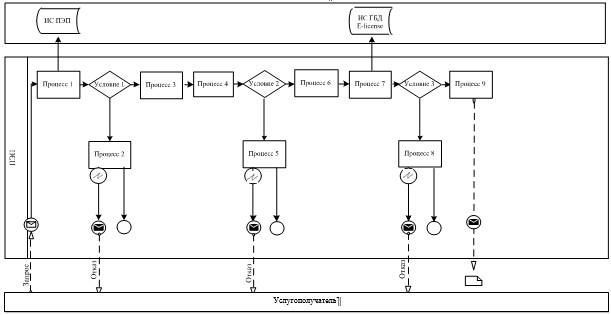 ИС ПЭП
ИС ГБД
E-license
ПЭП
Процесс 1
Условие 1
Процесс 3
Процесс 4
Условие 2
Процесс 6
Процесс 7
Условие 3
Процесс 9
Процесс 2
Процесс 5
Процесс 8
Запрос
Отказ
Отказ
Отказ
Услугополучатель